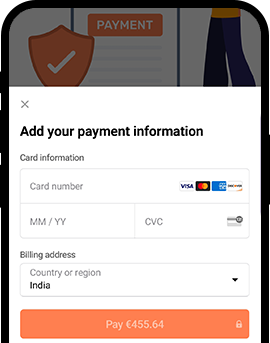 PAYMENT
Add your payment information
Card information
Card number VISA DISCOVER
MM / YY CVC
Billing address
Country or region
India
Pay €455.64